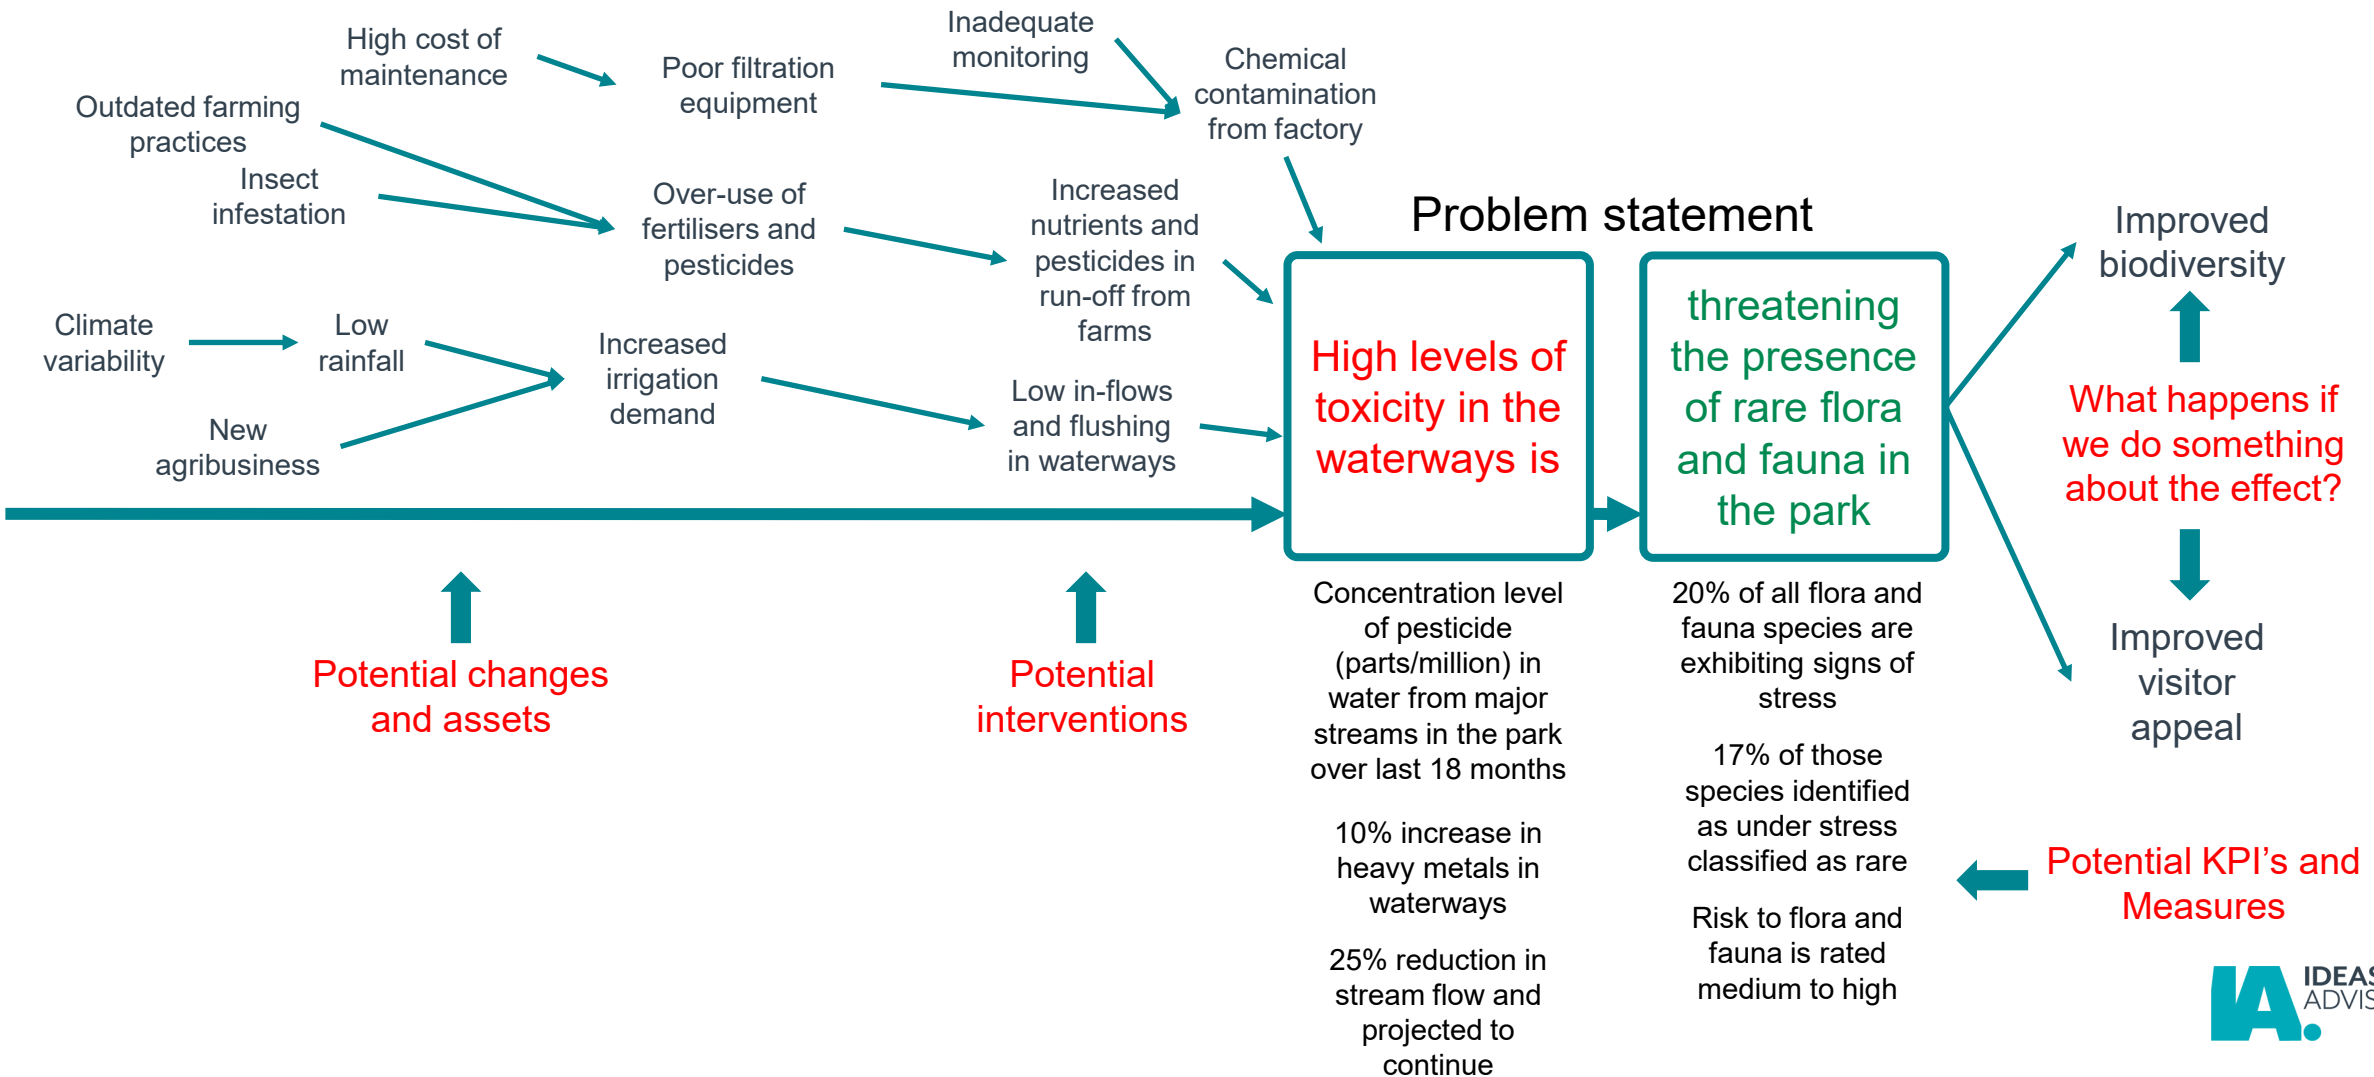 High cost of
maintenance
Outdated farming
practices
Insect
infestation
Climate
variability
Low
rainfall
New
agribusiness
Poor filtration
equipment
Over-use of
fertilisers and
pesticides
Increased
irrigation
demand
Inadequate
monitoring
Chemical
contamination
from factory
Increased
nutrients and
pesticides in
run-off from
farms
Low in-flows
and flushing
in waterways
Problem statement
High levels of
toxicity in the
waterways is
threatening
the presence
of rare flora
and fauna in
the park
Improved
biodiversity
What happens if
we do something
about the effect?
Improved
visitor
appeal
Potential changes
and assets
Potential
interventions
Concentration level
of pesticide
(parts/million) in
water from major
streams in the park
over last 18 months
10% increase in
heavy metals in
waterways
25% reduction in
stream flow and
projected to
continue
20% of all flora and
fauna species are
exhibiting signs of
stress
17% of those
species identified
as under stress
classified as rare
Risk to flora and
fauna is rated
medium to high
Potential KPI’s and
Measures
IA.
IDEAS
ADVIS